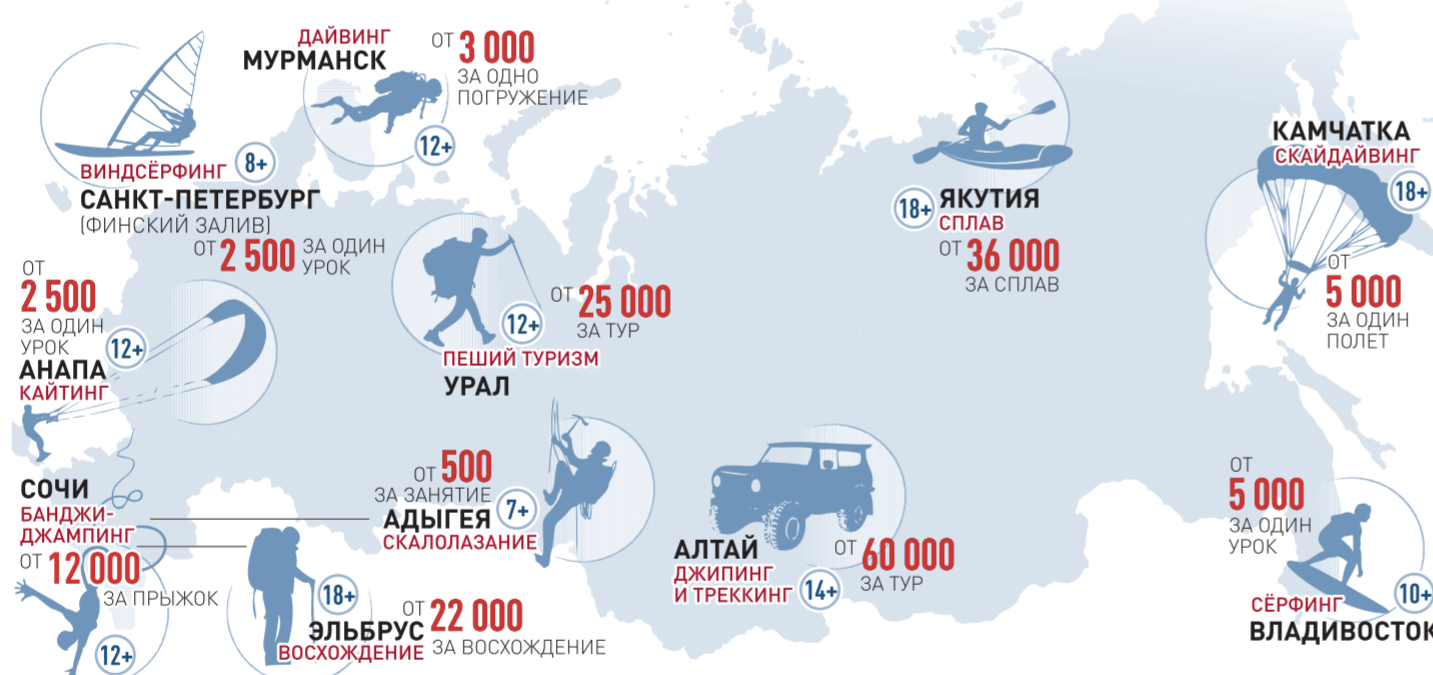 ДАЙВИНГ
МУРМАНСК
ОТ 3 000
ЗА ОДНО
ПОГРУЖЕНИЕ
12+
ВИНДСЁРФИНГ
8+
САНКТ-ПЕТЕРБУРГ
(ФИНСКИЙ ЗАЛИВ)
ОТ 2 500 ЗА ОДИН
УРОК
КАМЧАТКА
СКАЙДАЙВИНГ
18+
ОТ
5 000
ЗА ОДИН
ПОЛЕТ
18+
ЯКУТИЯ
СПЛАВ
ОТ 36 000
ЗА СПЛАВ
ОТ
2 500
ЗА ОДИН
УРОК
12+
АНАПА
КАЙТИНГ
ОТ 25 000
ЗА ТУР
12+
ПЕШИЙ ТУРИЗМ
УРАЛ
СОЧИ
БАНДЖИ-
ДЖАМПИНГ
ОТ 12 000
ЗА ПРЫЖОК
12+
ОТ 500
ЗА ЗАНЯТИЕ
АДЫГЕЯ
7+
СКАЛОЛАЗАНИЕ
18+
ЭЛЬБРУС
ВОСХОЖДЕНИЕ
ОТ 22 000
ЗА ВОСХОЖДЕНИЕ
АЛТАЙ
ДЖИПИНГ
И ТРЕККИНГ
14+
ОТ 60 000
ЗА ТУР
ОТ
5 000
ЗА ОДИН
УРОК
СЁРФИНГ
10+
ВЛАДИВОСТОК